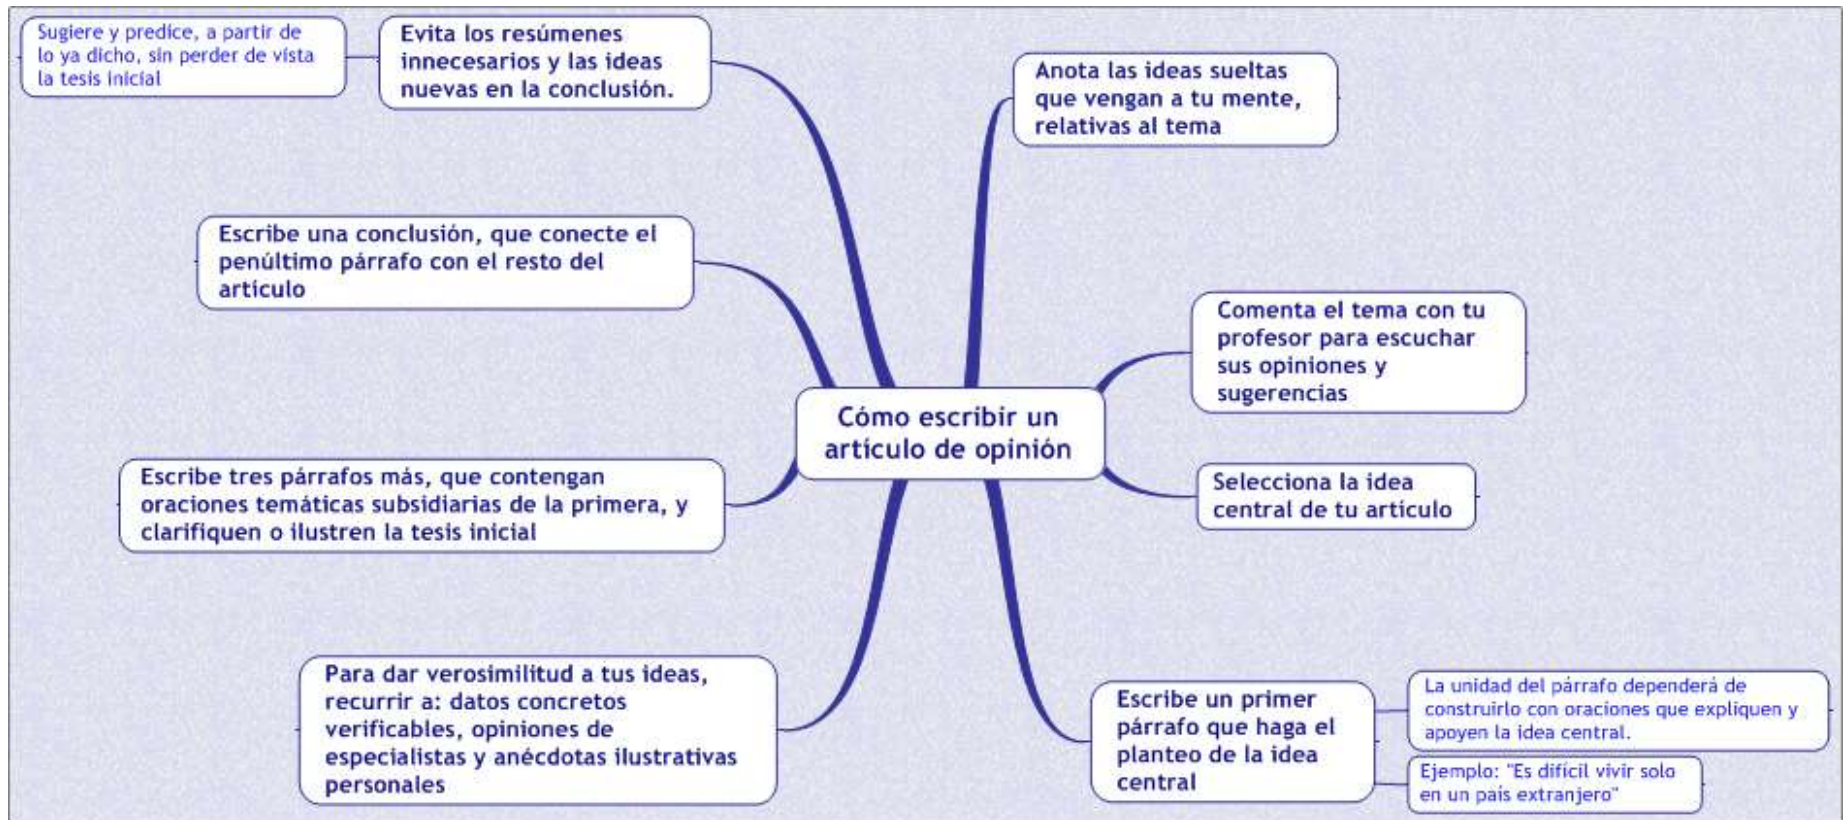 Cómo escribir un
artículo de opinión
Anota las ideas sueltas
que vengan a tu mente,
relativas al tema
Comenta el tema con tu
profesor para escuchar
sus opiniones y
sugerencias
Selecciona la idea
central de tu artículo
Escribe un primer
párrafo que haga el
planteo de la idea
central
La unidad del párrafo dependerá de
construirlo con oraciones que expliquen y
apoyen la idea central.
Ejemplo: "Es difícil vivir solo
en un país extranjero"
Para dar verosimilitud a tus ideas,
recurrir a: datos concretos
verificables, opiniones de
especialistas y anécdotas ilustrativas
personales
Escribe tres párrafos más, que contengan
oraciones temáticas subsidiarias de la primera, y
clarifiquen o ilustren la tesis inicial
Escribe una conclusión, que conecte el
penúltimo párrafo con el resto del
artículo
Evita los resúmenes
innecesarios y las ideas
nuevas en la conclusión.
Sugiere y predice, a partir de
lo ya dicho, sin perder de vista
la tesis inicial